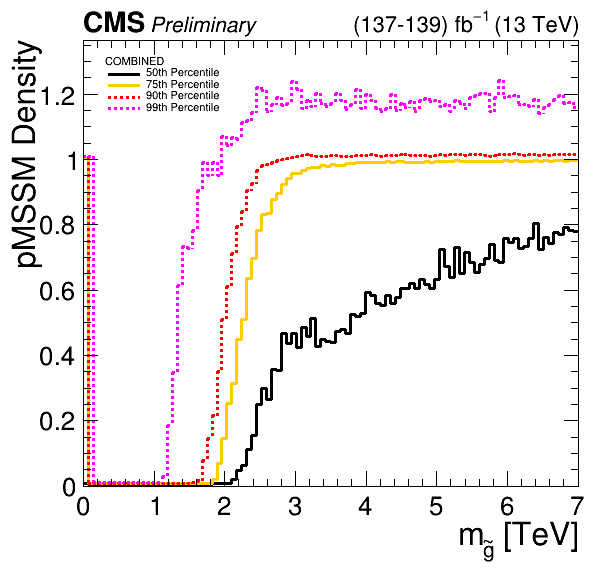 CMS Preliminary (137-139) fb⁻¹ (13 TeV)
COMBINED
50th Percentile
75th Percentile
90th Percentile
99th Percentile
pMSSM Density
1.2
1
0.8
0.6
0.4
0.2
0
0 1 2 3 4 5 6 7
m_g̃ [TeV]